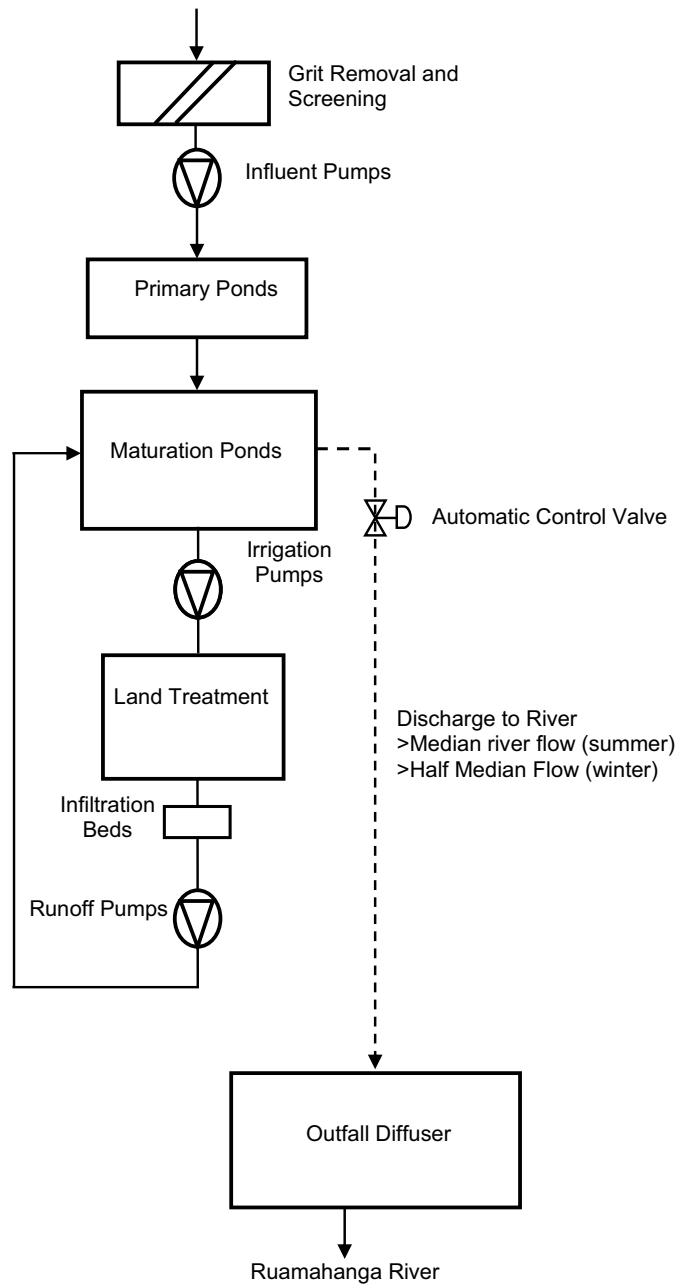 Grit Removal and
Screening
Influent Pumps
Primary Ponds
Maturation Ponds
Automatic Control Valve
Irrigation
Pumps
Land Treatment
Discharge to River
>Median river flow (summer)
>Half Median Flow (winter)
Infiltration
Beds
Runoff Pumps
Outfall Diffuser
Ruamahanga River